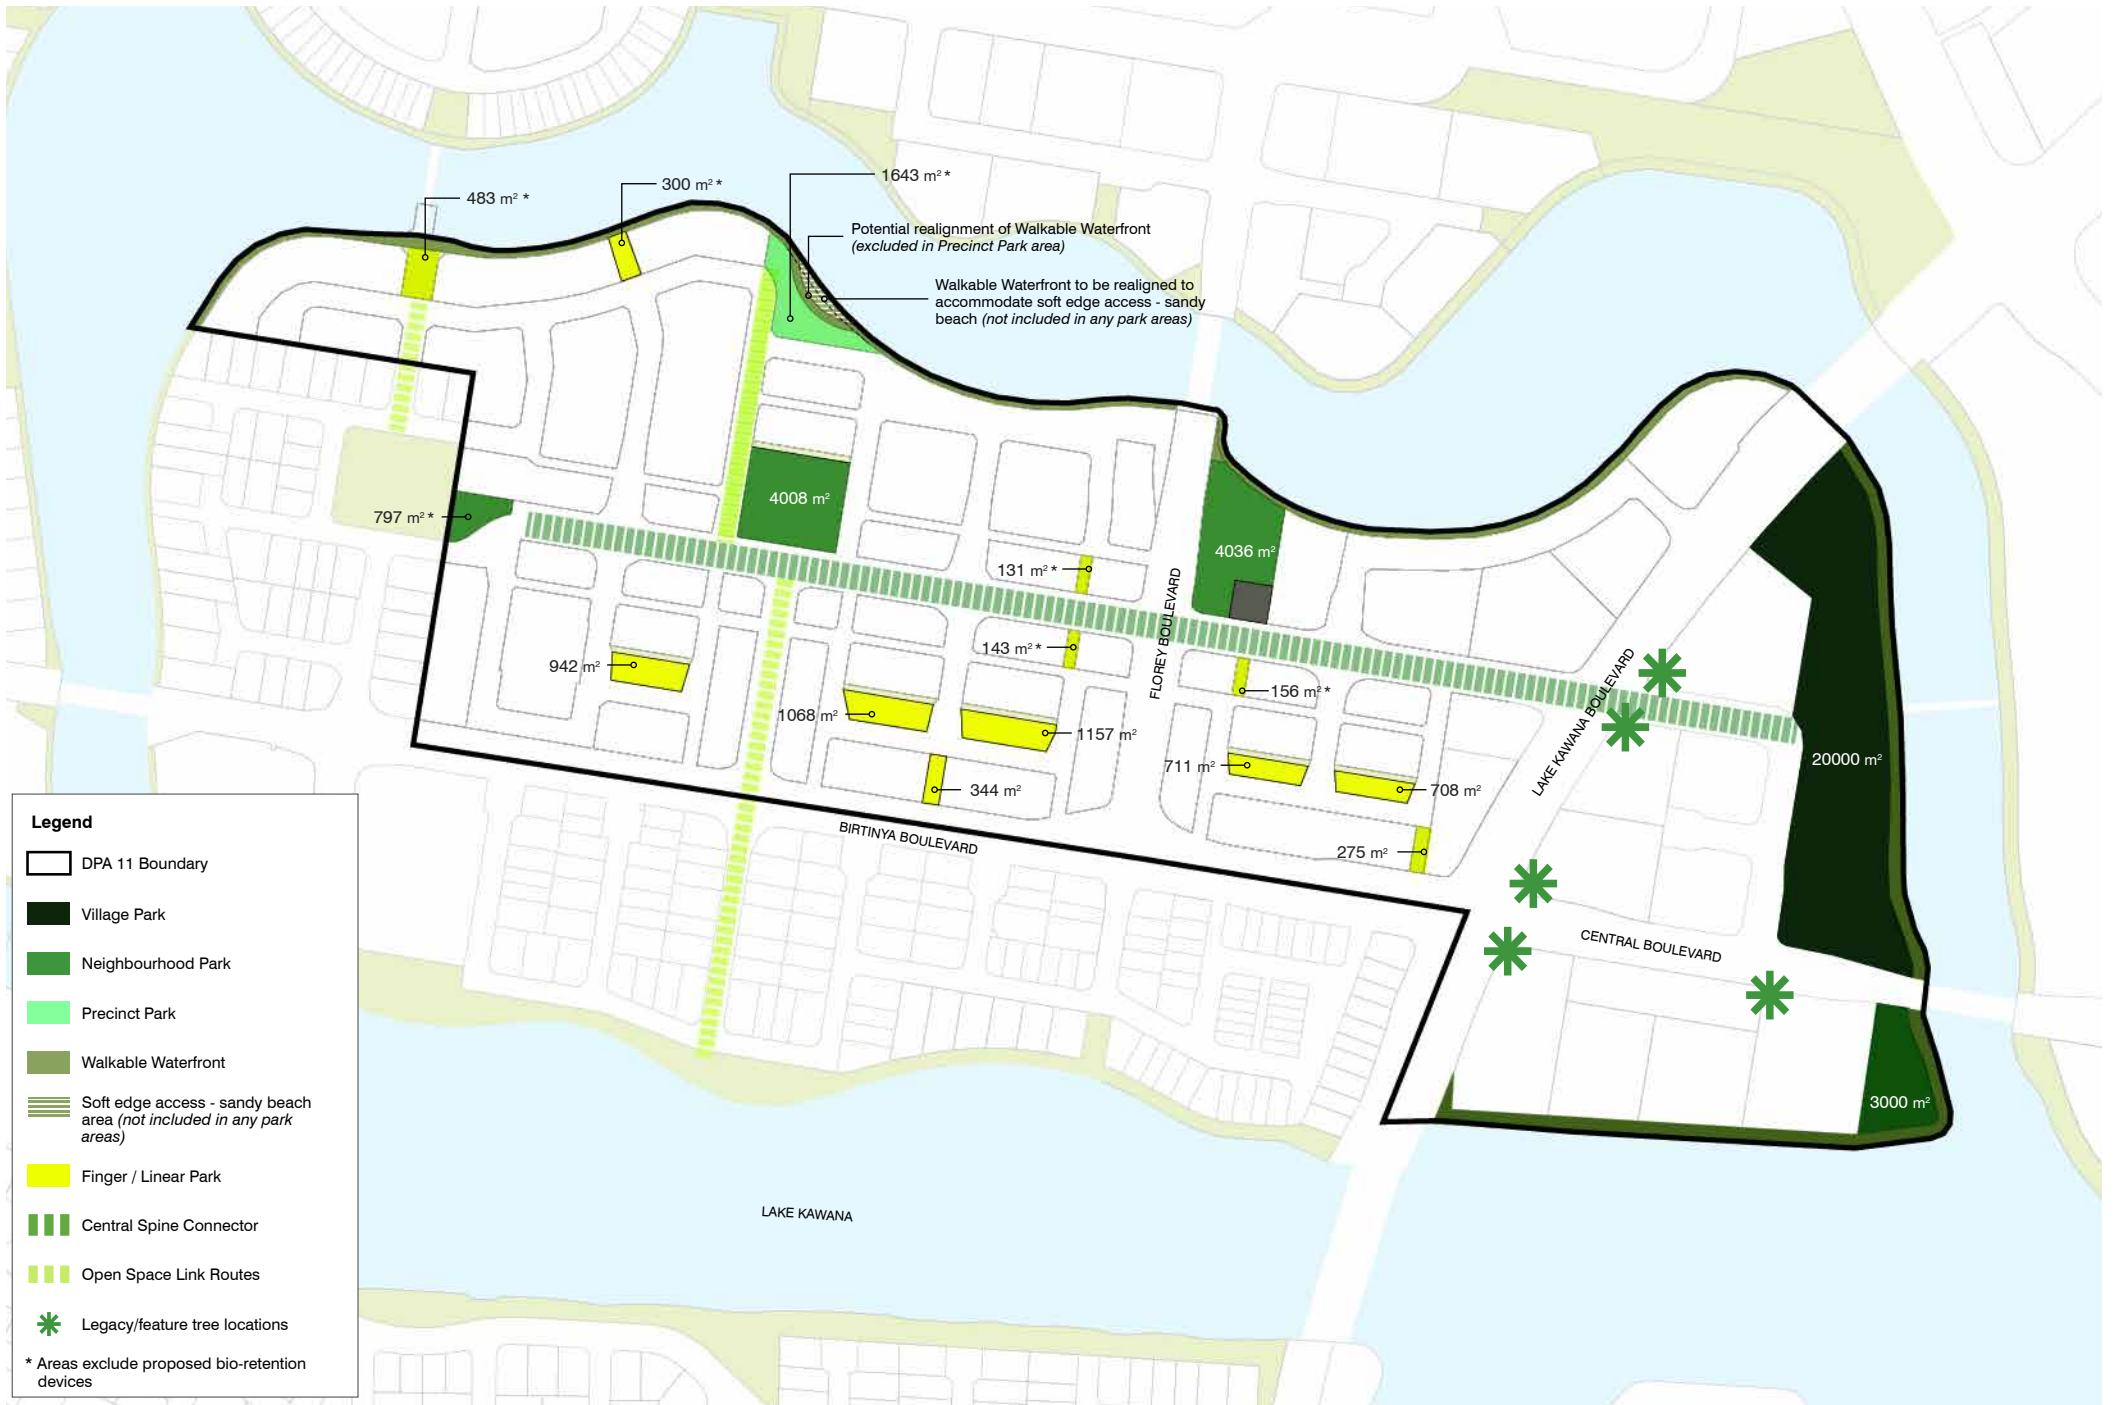 1643 m² *
300 m² *
483 m² *
Potential realignment of Walkable Waterfront
(excluded in Precinct Park area)
Walkable Waterfront to be realigned to
accommodate soft edge access - sandy
beach (not included in any park areas)
4008 m²
797 m² *
4036 m²
131 m² *
FLOREY BOULEVARD
143 m² *
942 m²
156 m² *
LAKE KAWANA BOULEVARD
1068 m²
1157 m²
20000 m²
711 m²
344 m²
708 m²
BIRTINYA BOULEVARD
275 m²
CENTRAL BOULEVARD
3000 m²
LAKE KAWANA
Legend
DPA 11 Boundary
Village Park
Neighbourhood Park
Precinct Park
Walkable Waterfront
Soft edge access - sandy beach
area (not included in any park
areas)
Finger / Linear Park
Central Spine Connector
Open Space Link Routes
Legacy/feature tree locations
* Areas exclude proposed bio-retention
devices